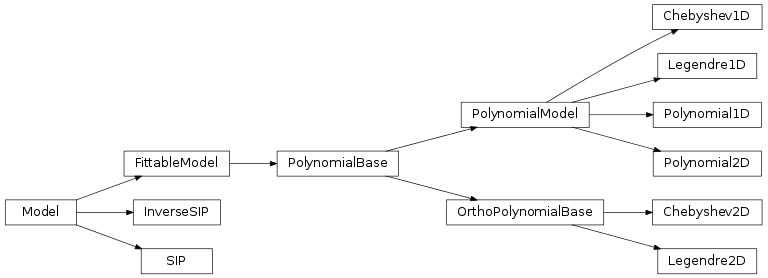 Chebyshev1D
Legendre1D
PolynomialModel
Polynomial1D
FittableModel
PolynomialBase
Polynomial2D
Model
InverseSIP
OrthoPolynomialBase
Chebyshev2D
SIP
Legendre2D